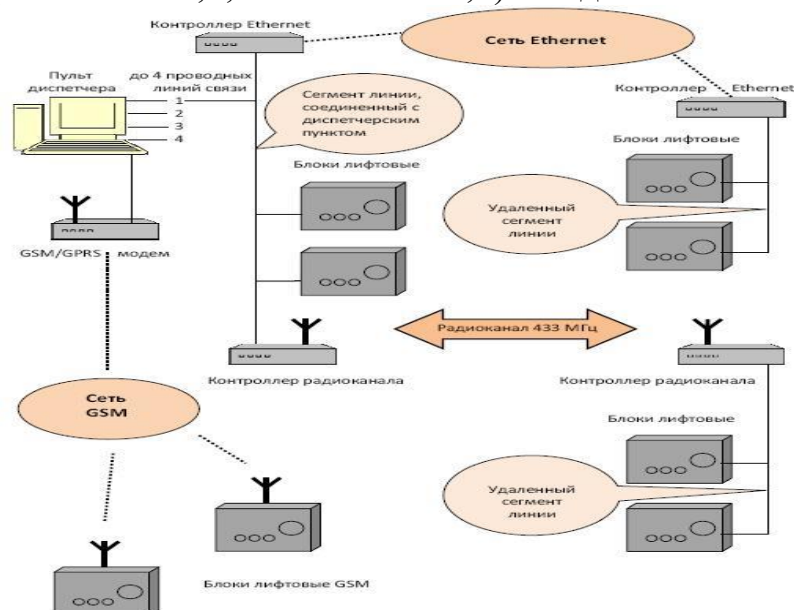 Контроллер Ethernet
Сеть Ethernet
Пульт
диспетчера
до 4 проводных
линий связи
1
2
3
4
Сегмент линии,
соединенный с
диспетчерским
пунктом
Контроллер Ethernet
Блоки лифтовые
Блоки лифтовые
Удаленный
сегмент
линии
GSM/GPRS модем
Радиоканал 433 МГц
Контроллер радиоканала
Контроллер радиоканала
Сеть
GSM
Блоки лифтовые
Удаленный
сегмент
линии
Блоки лифтовые GSM